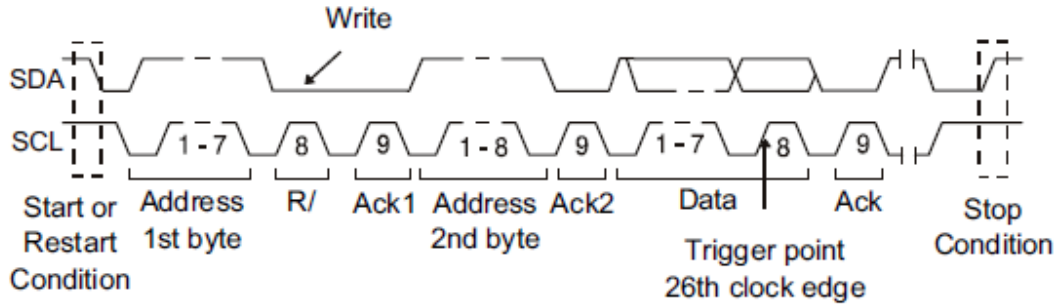 Write
SDA
SCL 1 - 7 8 9 1 - 8 9 1 - 7 8 9
Start or Restart Condition
Address 1st byte
R/
Ack1
Address 2nd byte
Ack2
Data
Ack
Stop Condition
Trigger point
26th clock edge